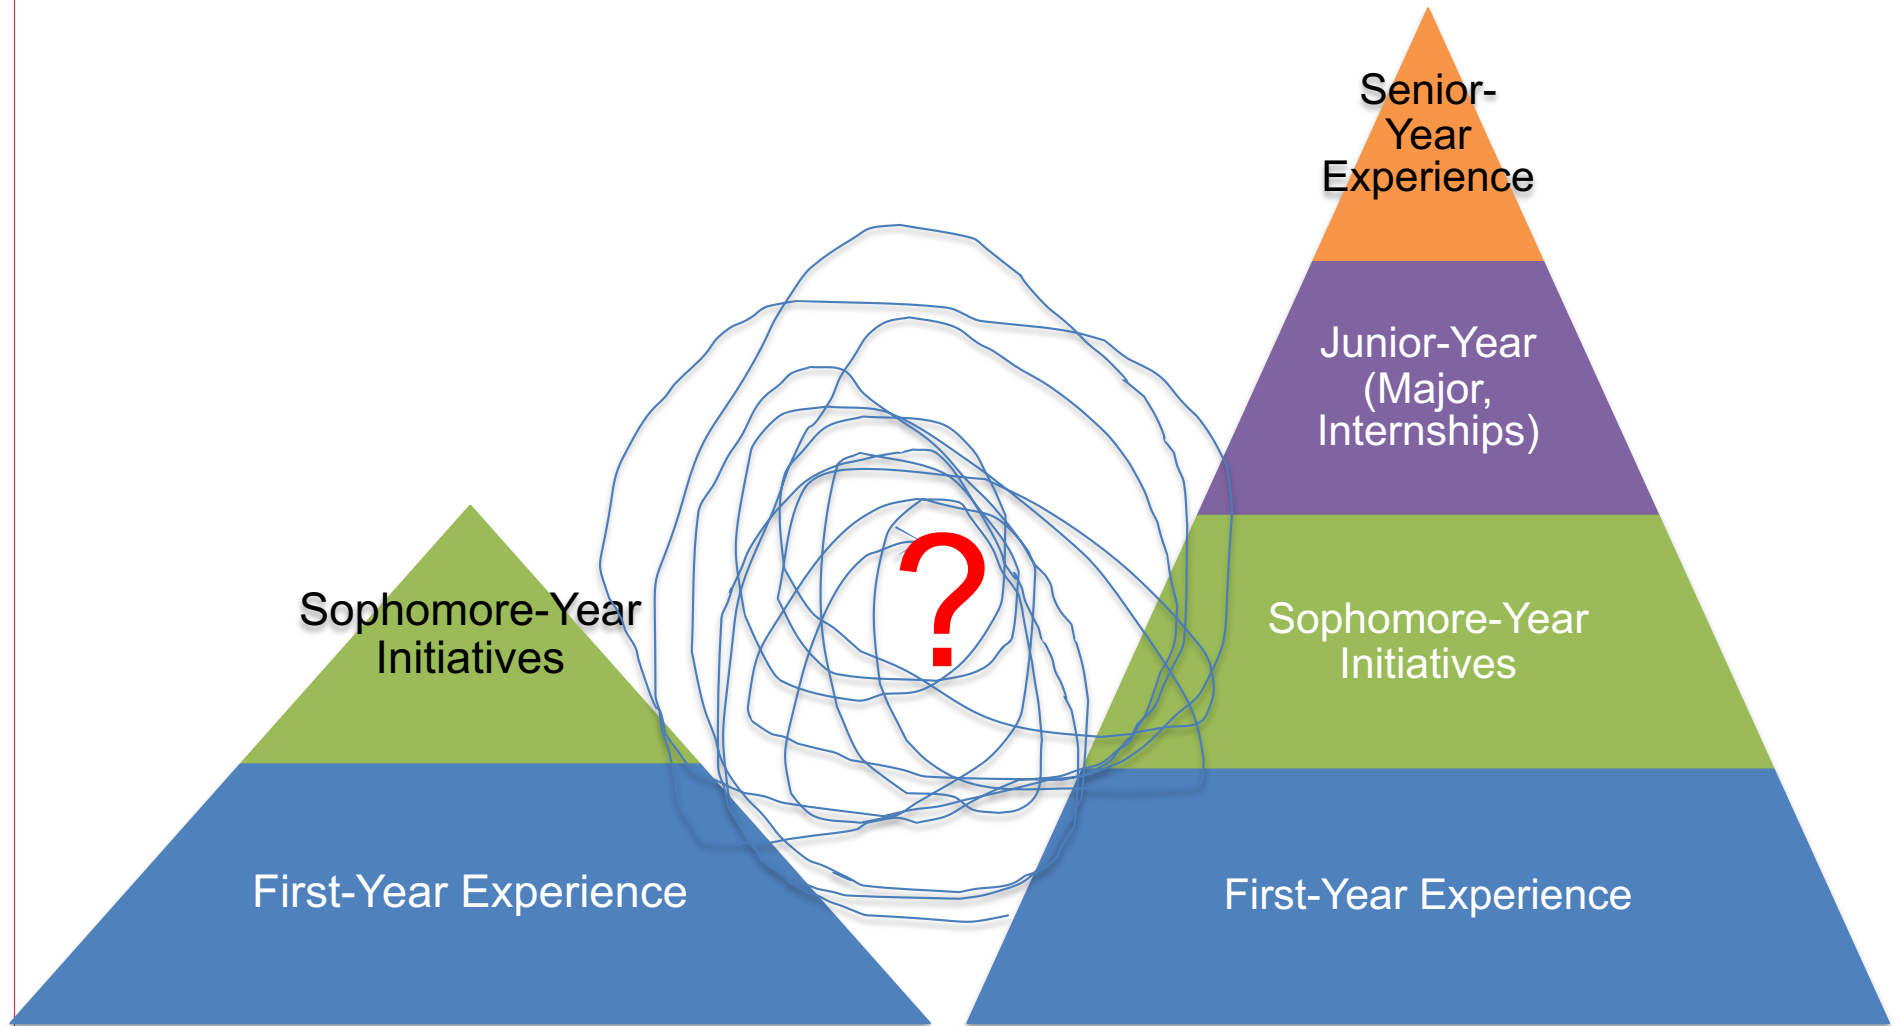 Sophomore-Year
Initiatives
First-Year Experience
?
Senior-
Year
Experience
Junior-Year
(Major,
Internships)
Sophomore-Year
Initiatives
First-Year Experience